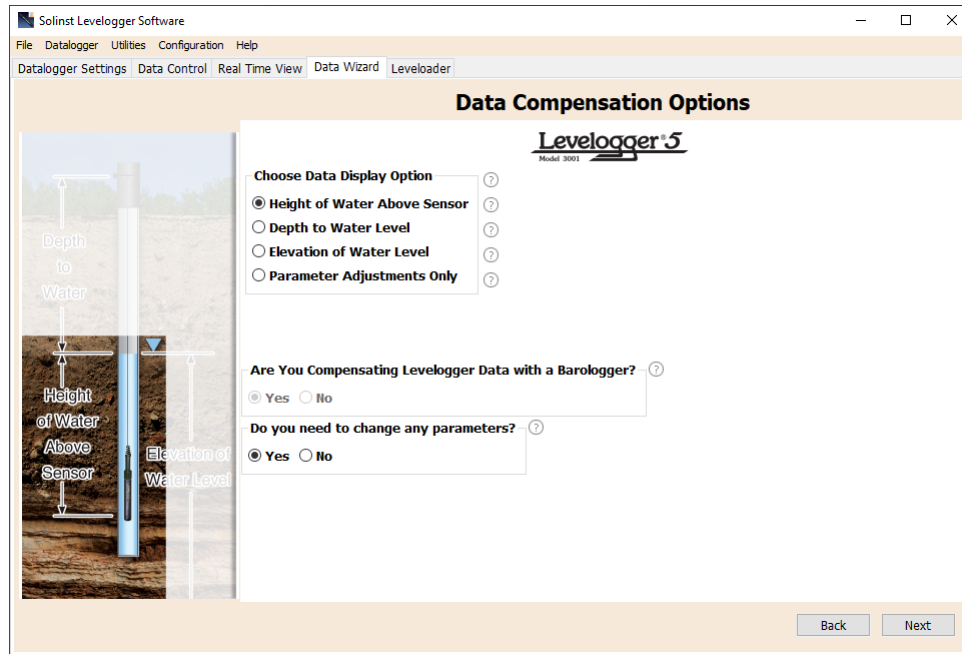 Solinst Levelogger Software
File Datalogger Utilities Configuration Help
Datalogger Settings Data Control Real Time View Data Wizard Leveloader
Data Compensation Options
Levelogger® 5
Model 3001
Choose Data Display Option ?
Height of Water Above Sensor ?
Depth to Water Level ?
Elevation of Water Level ?
Parameter Adjustments Only ?
Are You Compensating Levelogger Data with a Barologger? ?
Yes No
Do you need to change any parameters? ?
Yes No
Depth
to
Water
Height
of Water
Above
Sensor
Elevation of
Water Level
Back Next